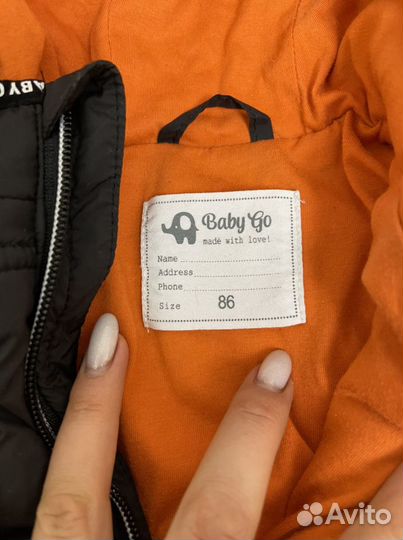 BABY G
Baby Go
made with love!
Name
Address
Phone
Size 86
Avito